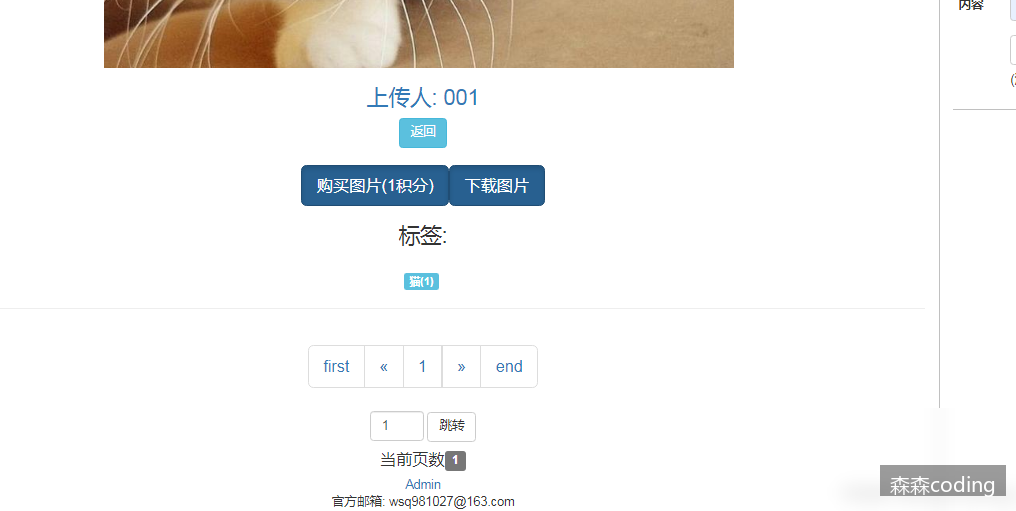 内容
上传人: 001
返回
购买图片(1积分) 下载图片
标签:
猫(1)
first « 1 » end
1 跳转
当前页数 1
Admin
官方邮箱: wsq981027@163.com
森森coding